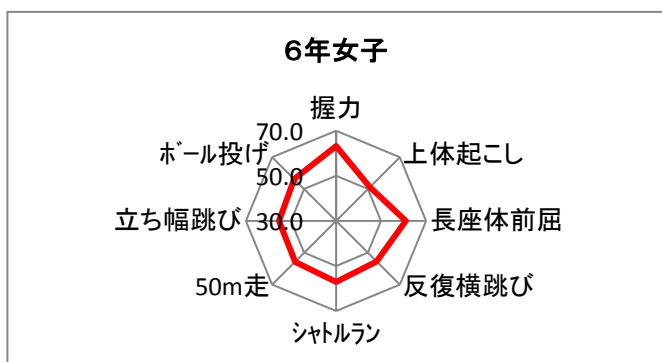 6年女子
握力
70.0
ﾎﾞｰル投げ
上体起こし
50.0
立ち幅跳び
30.0
長座体前屈
50m走
反復横跳び
ｼｬﾄﾙﾗﾝ